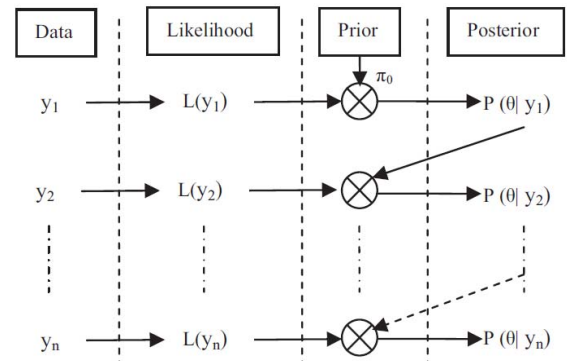 Data Likelihood Prior Posterior
π₀
y₁ L(y₁) P (θ| y₁)
y₂ L(y₂) P (θ| y₂)
yₙ L(yₙ) P (θ| yₙ)